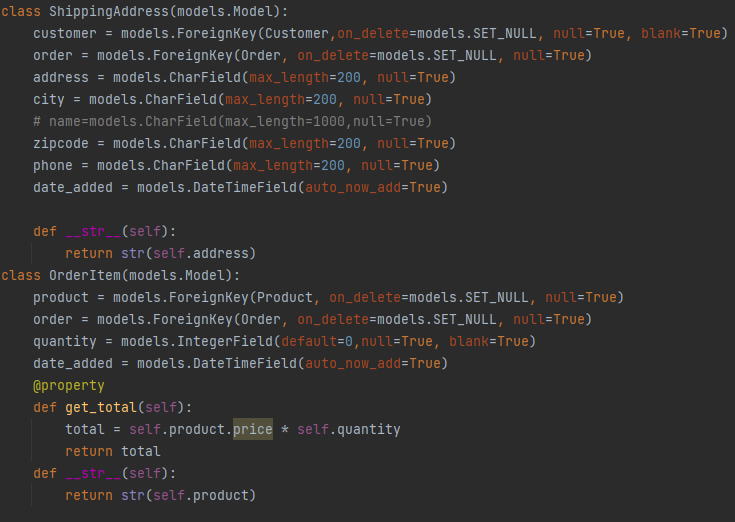 class ShippingAddress(models.Model):
    customer = models.ForeignKey(Customer,on_delete=models.SET_NULL, null=True, blank=True)
    order = models.ForeignKey(Order, on_delete=models.SET_NULL, null=True)
    address = models.CharField(max_length=200, null=True)
    city = models.CharField(max_length=200, null=True)
    # name=models.CharField(max_length=1000,null=True)
    zipcode = models.CharField(max_length=200, null=True)
    phone = models.CharField(max_length=200, null=True)
    date_added = models.DateTimeField(auto_now_add=True)

    def __str__(self):
        return str(self.address)
class OrderItem(models.Model):
    product = models.ForeignKey(Product, on_delete=models.SET_NULL, null=True)
    order = models.ForeignKey(Order, on_delete=models.SET_NULL, null=True)
    quantity = models.IntegerField(default=0,null=True, blank=True)
    date_added = models.DateTimeField(auto_now_add=True)
    @property
    def get_total(self):
        total = self.product.price * self.quantity
        return total
    def __str__(self):
        return str(self.product)